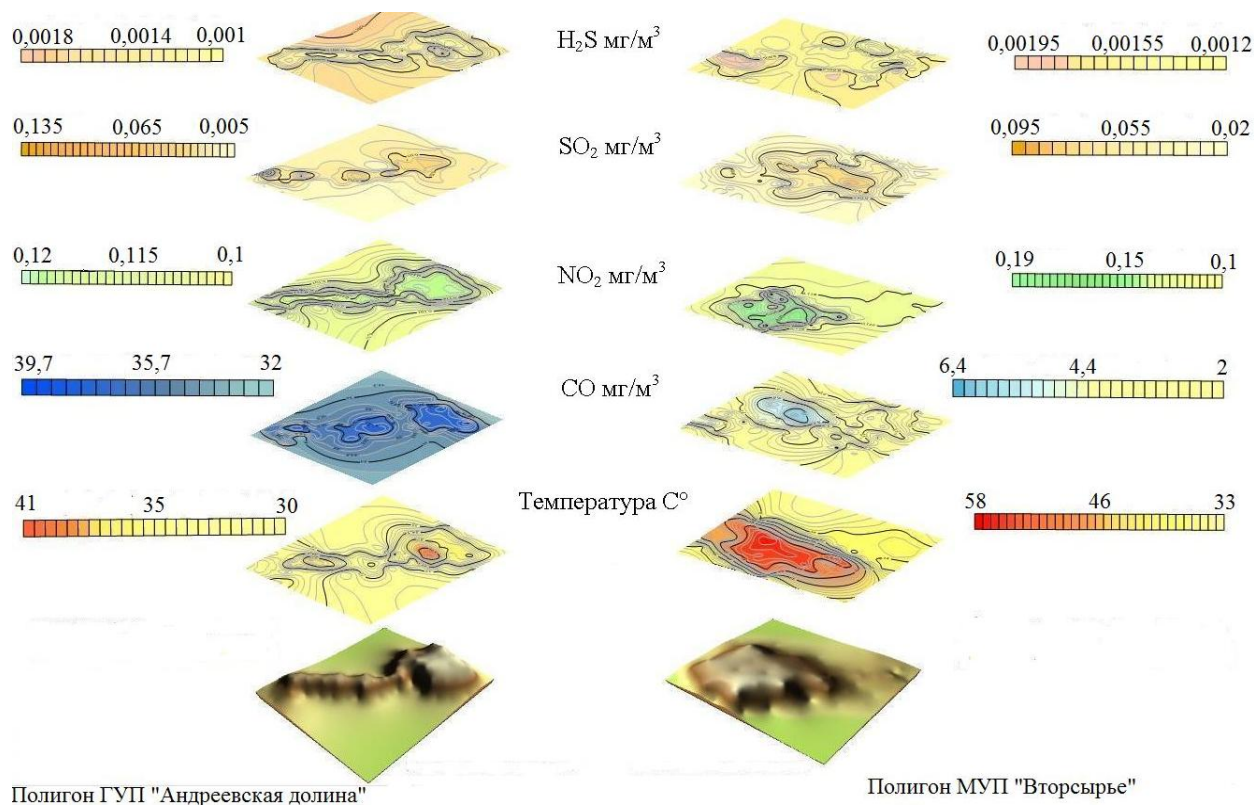 0,0018 0,0014 0,001
H₂S мг/м³
0,00195 0,00155 0,0012
0,135 0,065 0,005
SO₂ мг/м³
0,095 0,055 0,02
0,12 0,115 0,1
NO₂ мг/м³
0,19 0,15 0,1
39,7 35,7 32
CO мг/м³
6,4 4,4 2
41 35 30
Температура C°
58 46 33
Полигон ГУП "Андреевская долина"
Полигон МУП "Вторсырье"